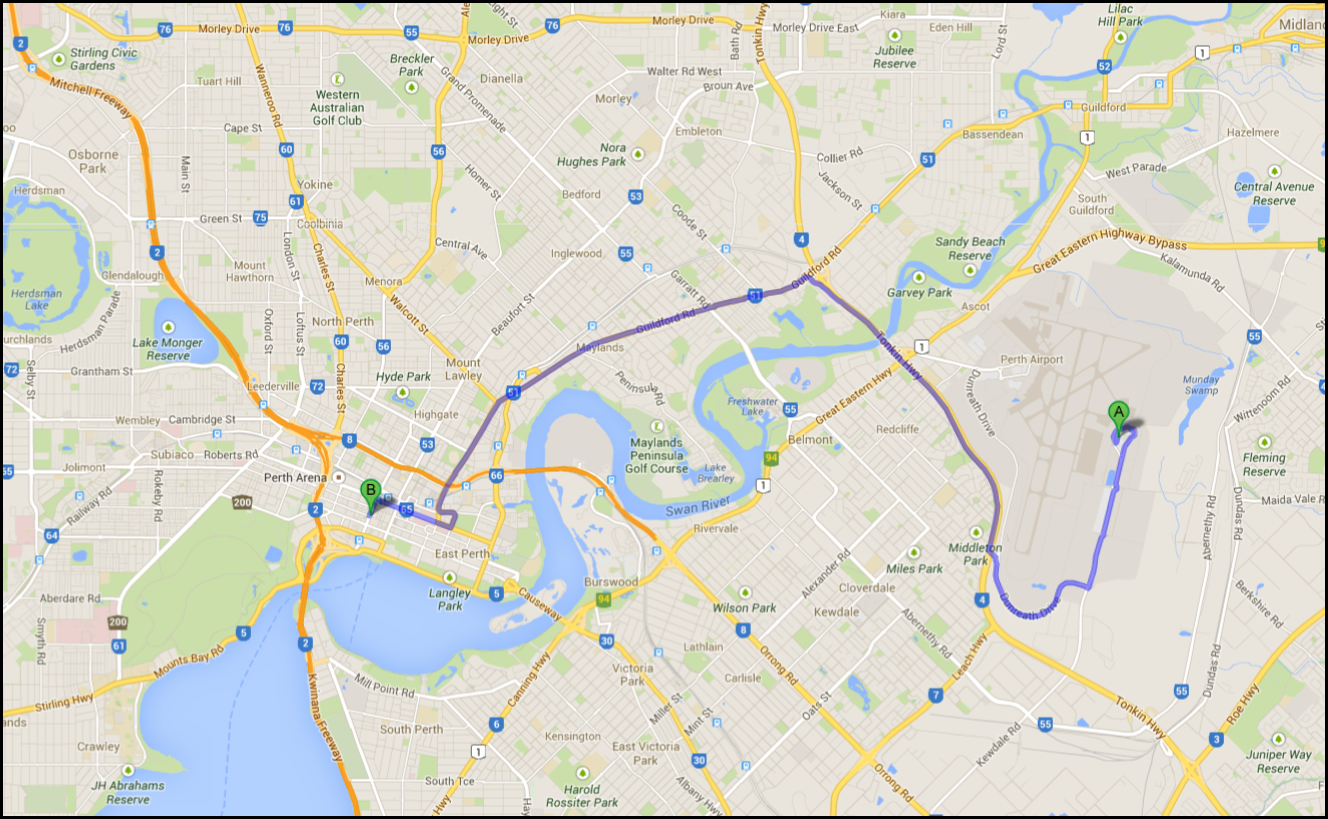 Lilac
Hill Park
2
76
Morley Drive
76
55
Morley Drive
76
Morley Drive
Bath Rd
Tonkin Hwy
Morley Drive East
Kiara
Eden Hill
Lord St
1
Midlan
Stirling Civic
Gardens
Breckler
Park
Grand Promenade
Dianella
Walter Rd West
Broun Ave
Jubilee
Reserve
52
Mitchell Freeway
Tuart Hill
Wanneroo Rd
Western
Australian
Golf Club
Morley
Guildford
Cape St
Embleton
Bassendean
1
Hazelmere
Osborne
Park
Main St
60
56
Nora
Hughes Park
Collier Rd
51
West Parade
Central Avenue
Reserve
Herdsman
Yokine
61
Homer St
Bedford
53
Jackson St
South
Guildford
Green St
75
Coolbinia
Coode St
2
London St
Charles St
Central Ave
Inglewood
55
4
Guildford Rd
Sandy Beach
Reserve
Great Eastern Highway Bypass
9
Kalamunda Rd
Glendalough
Mount
Hawthorn
Menora
Garratt Rd
Garvey Park
Ascot
Herdsman
Lake
Herdsman Parade
Oxford St
Loftus St
North Perth
Walcott St
Beaufort St
51
Guildford Rd
Lake Monger
Reserve
60
56
Maylands
Tonkin Hwy
1
Perth Airport
55
urchlands
72
Selby St
Grantham St
Leederville
72
Charles St
Hyde Park
Mount
Lawley
51
Peninsula Rd
Great Eastern Hwy
Dunreath Drive
Munday
Swamp
Wittenoom Rd
Wembley
Cambridge St
Highgate
Freshwater
Lake
55
A
Subiaco
Roberts Rd
8
53
Maylands
Peninsula
Golf Course
Belmont
Redcliffe
Fleming
Reserve
55
Jolimont
Rokeby Rd
Perth Arena
66
Lake
Brearley
94
1
B
65
Railway Rd
200
2
Swan River
Rivervale
Abernethy Rd
Dundas Rd
Maida Vale R
64
East Perth
Middleton
Park
Miles Park
Alexander Rd
Cloverdale
Burswood
Langley
Park
5
Causeway
94
Wilson Park
Kewdale
4
Dunreath Drive
Berkshire Rd
Aberdare Rd
200
61
Smyth Rd
5
2
30
8
Abernethy Rd
Mounts Bay Rd
Lathlain
Orrong Rd
Leach Hwy
Stirling Hwy
Kwinana Freeway
Mill Point Rd
Canning Hwy
Victoria
Park
Carlisle
7
55
Dundas Rd
Tonkin Hwy
Roe Hwy
ands
South Perth
6
Miller St
Mint St
Oats St
55
3
Crawley
1
Kensington
East Victoria
Park
30
Kewdale Rd
Juniper Way
Reserve
JH Abrahams
Reserve
South Tce
Hwy
Harold
Rossiter Park
Albany Hwy
Orrong Rd